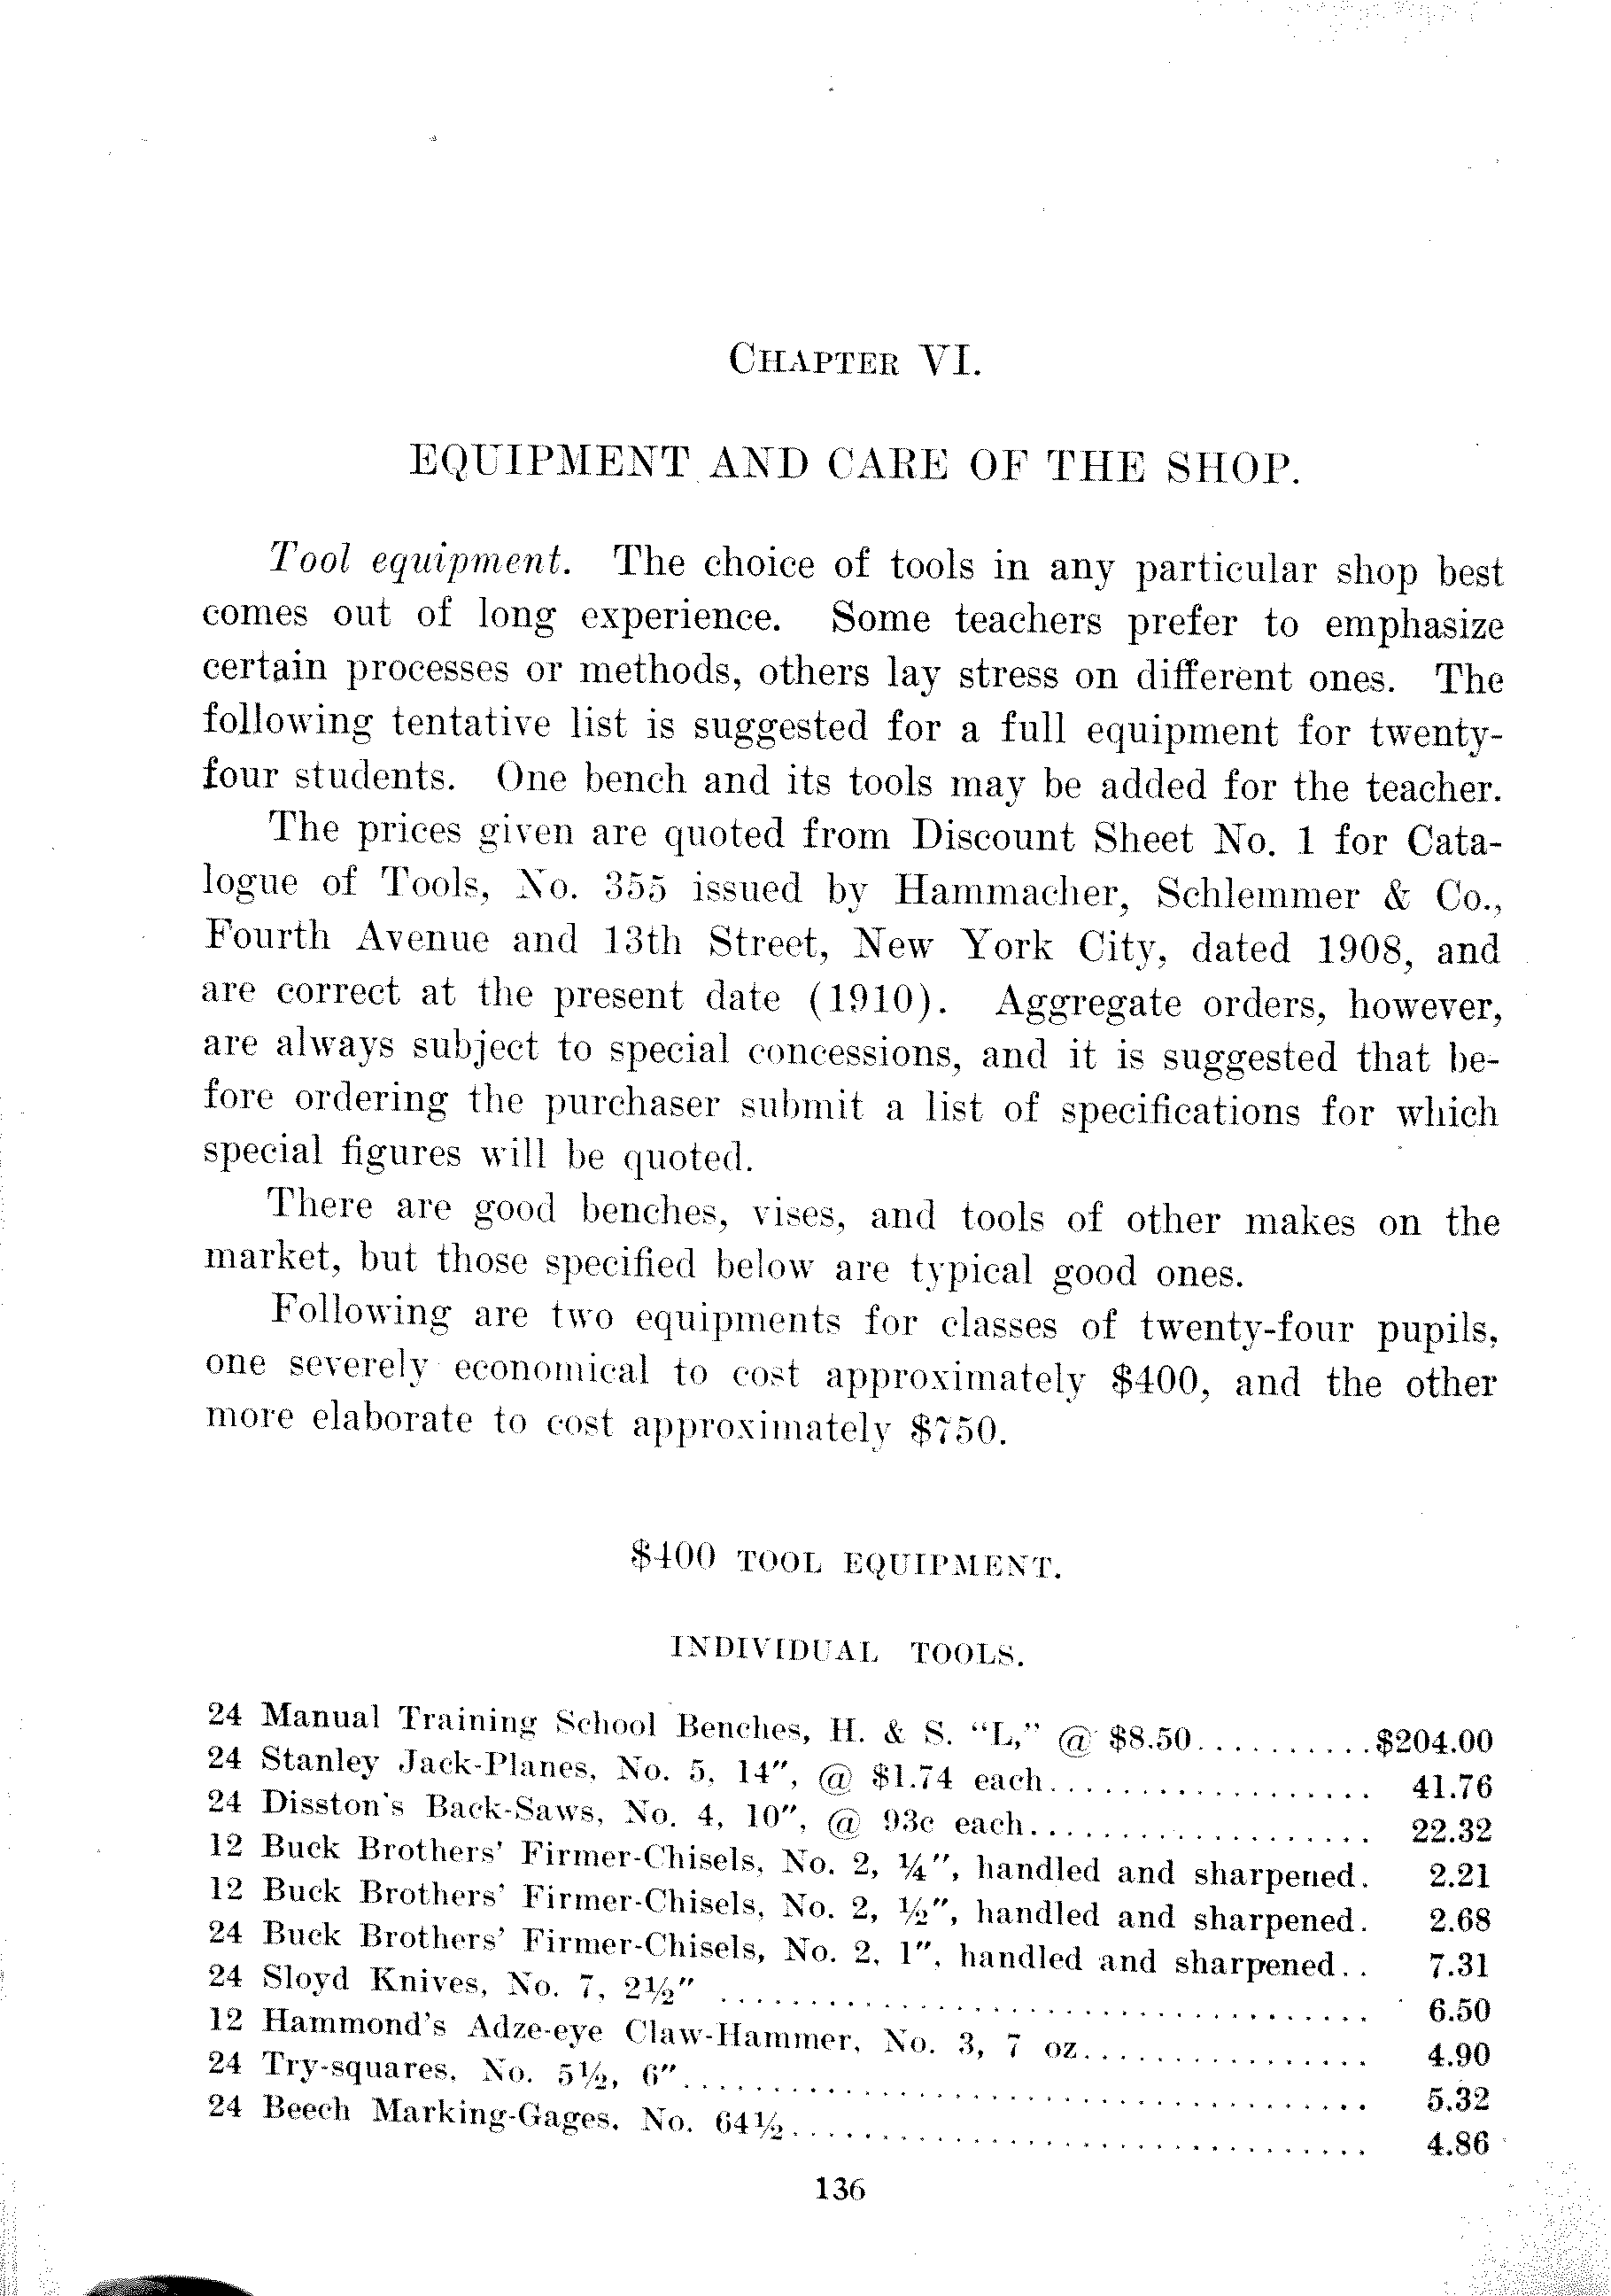 CHAPTER VI.
EQUIPMENT AND CARE OF THE SHOP.
Tool equipment. The choice of tools in any particular shop best
comes out of long experience. Some teachers prefer to emphasize
certain processes or methods, others lay stress on different ones. The
following tentative list is suggested for a full equipment for twenty-
four students. One bench and its tools may be added for the teacher.
The prices given are quoted from Discount Sheet No. 1 for Cata-
logue of Tools, No. 355 issued by Hammacher, Schlemmer & Co.,
Fourth Avenue and 13th Street, New York City, dated 1908, and
are correct at the present date (1910). Aggregate orders, however,
are always subject to special concessions, and it is suggested that be-
fore ordering the purchaser submit a list of specifications for which
special figures will be quoted.
There are good benches, vises, and tools of other makes on the
market, but those specified below are typical good ones.
Following are two equipments for classes of twenty-four pupils,
one severely economical to cost approximately $400, and the other
more elaborate to cost approximately $750.
$400 TOOL EQUIPMENT.
INDIVIDUAL TOOLS.
24 Manual Training School Benches, H. & S. "L," @ $8.50...........$204.00
24 Stanley Jack-Planes, No. 5, 14", @ $1.74 each.................. 41.76
24 Disston's Back-Saws, No. 4, 10", @ 93c each................... 22.32
12 Buck Brothers' Firmer-Chisels, No. 2, ¼", handled and sharpened. 2.21
12 Buck Brothers' Firmer-Chisels, No. 2, ½", handled and sharpened. 2.68
24 Buck Brothers' Firmer-Chisels, No. 2, 1", handled and sharpened.. 7.31
24 Sloyd Knives, No. 7, 2½" .................................... 6.50
12 Hammond's Adze-eye Claw-Hammer, No. 3, 7 oz................ 4.90
24 Try-squares, No. 5½, 6"...................................... 5.32
24 Beech Marking-Gages, No. 64½................................ 4.86
136